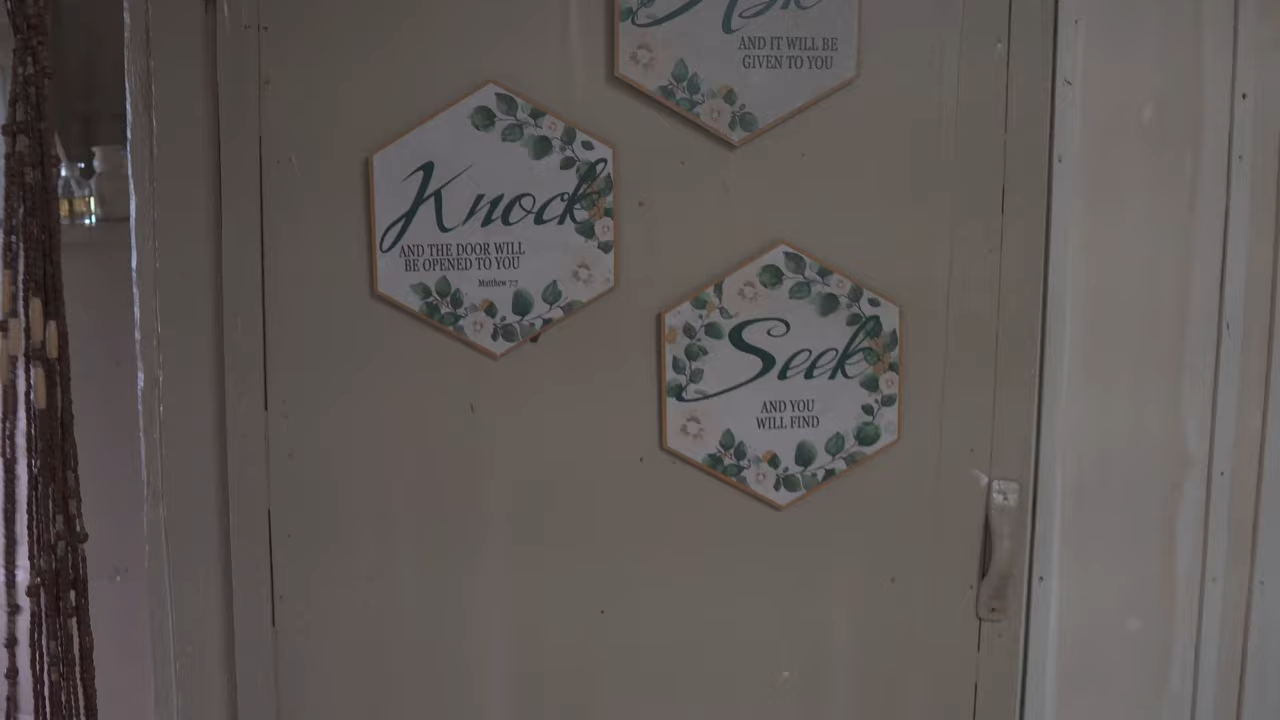 Ask
AND IT WILL BE
GIVEN TO YOU
Knock
AND THE DOOR WILL
BE OPENED TO YOU
Matthew 7:7
Seek
AND YOU
WILL FIND